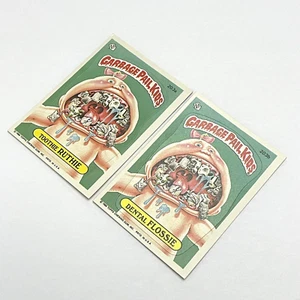 GARBAGE PAIL KIDS
TOOTHIE RUTHIE
GARBAGE PAIL KIDS
DENTAL FLOSSIE